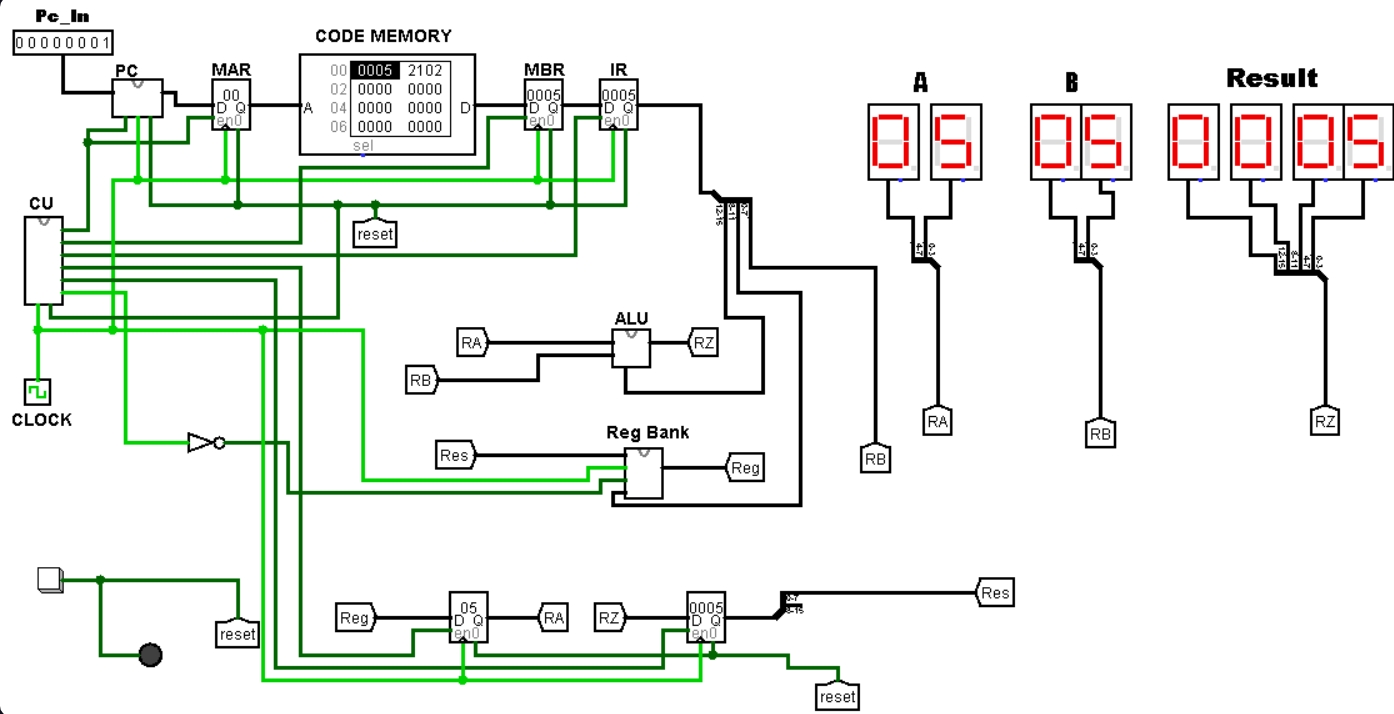 Pc_In
00000001
PC
MAR
00
D Q
en0
CODE MEMORY
00 0005 2102
02 0000 0000
04 0000 0000
06 0000 0000
A
D
sel
MBR
0005
D Q
en0
IR
0005
D Q
en0
A
B
Result
05
05
0005
CU
reset
12-15
8-11
0-7
4-7
0-3
4-7
0-3
12-15
8-11
4-7
0-3
CLOCK
ALU
RA
RB
RZ
Reg Bank
Res
Reg
RB
RA
RB
RZ
reset
Reg
05
D Q
en0
RA
RZ
0005
D Q
en0
0-7
8-15
Res
reset